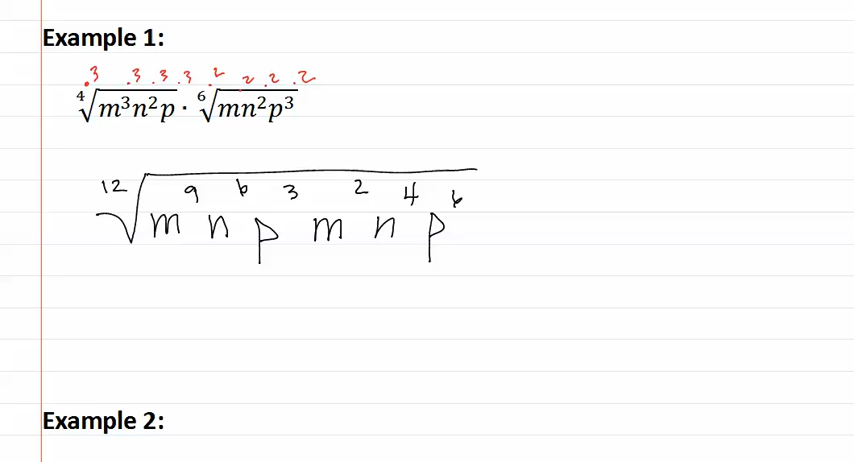 Example 1:
.3 .3 .3 .3 .2 .2 .2 .2
⁴√m³n²p · ⁶√mn²p³
¹²√m⁹ n⁶ p³ m² n⁴ p⁶
Example 2: